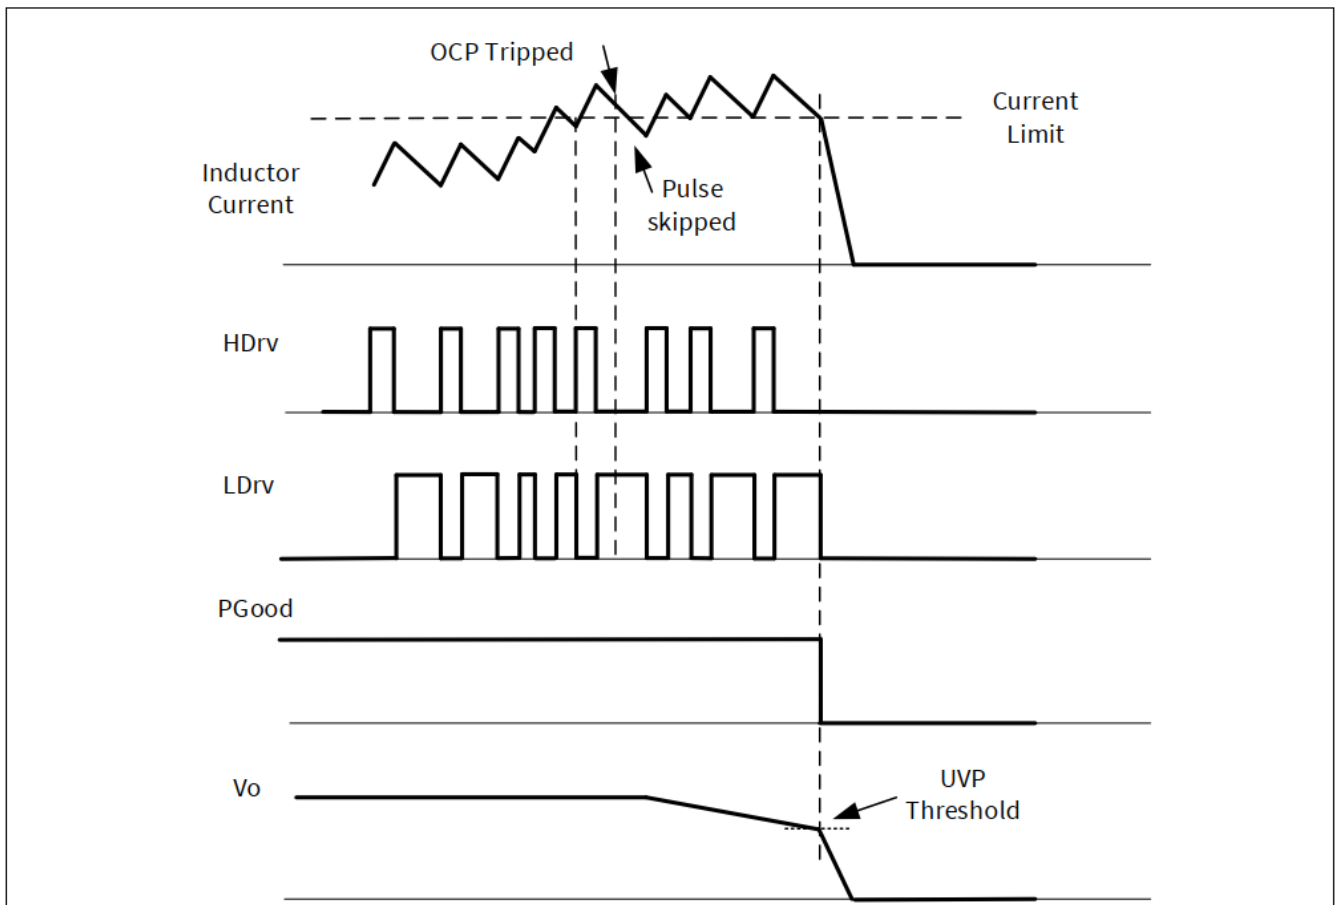 OCP Tripped
Current
Limit
Inductor
Current
Pulse
skipped
HDrv
LDrv
PGood
Vo
UVP
Threshold